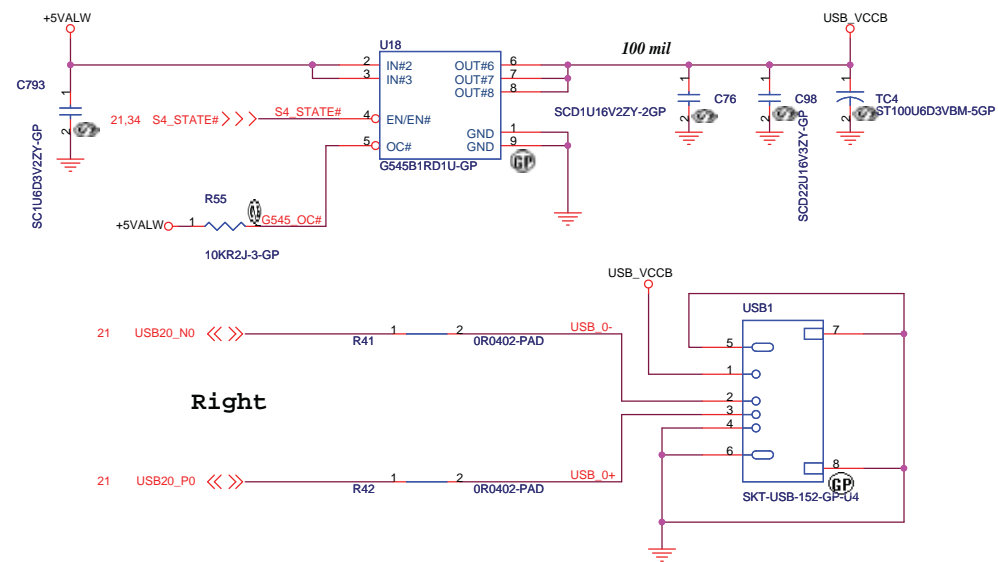 +5VALW
USB_VCCB
U18
100 mil
2
IN#2
OUT#6
6
3
IN#3
OUT#7
7
OUT#8
8
C793
1
2
SC1U6D3V2ZY-GP
1
C76
2
SCD1U16V2ZY-2GP
1
C98
2
SCD22U16V3ZY-GP
1
TC4
2
ST100U6D3VBM-5GP
21,34
S4_STATE#
S4_STATE#
4
EN/EN#
GND
1
5
OC#
GND
9
G545B1RD1U-GP
GP
R55
+5VALW
1
2
G545_OC#
10KR2J-3-GP
USB_VCCB
USB1
21
USB20_N0
1
2
USB_0-
R41
0R0402-PAD
7
5
1
2
3
4
6
8
Right
21
USB20_P0
1
2
USB_0+
R42
0R0402-PAD
GP
SKT-USB-152-GP-U4